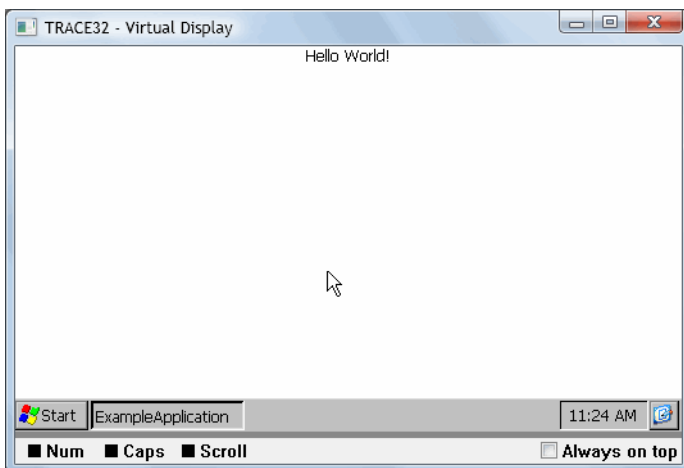 TRACE32 - Virtual Display
Hello World!
Start ExampleApplication 11:24 AM
Num Caps Scroll Always on top